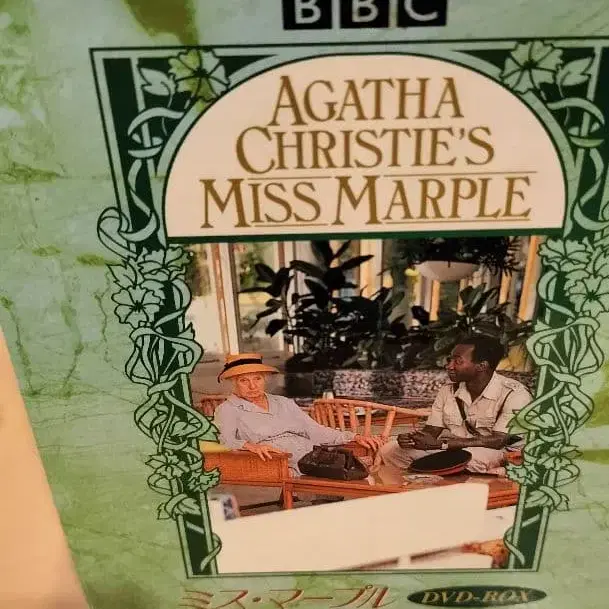 BBC
AGATHA
CHRISTIE'S
MISS MARPLE
ミス・マープル DVD-BOX